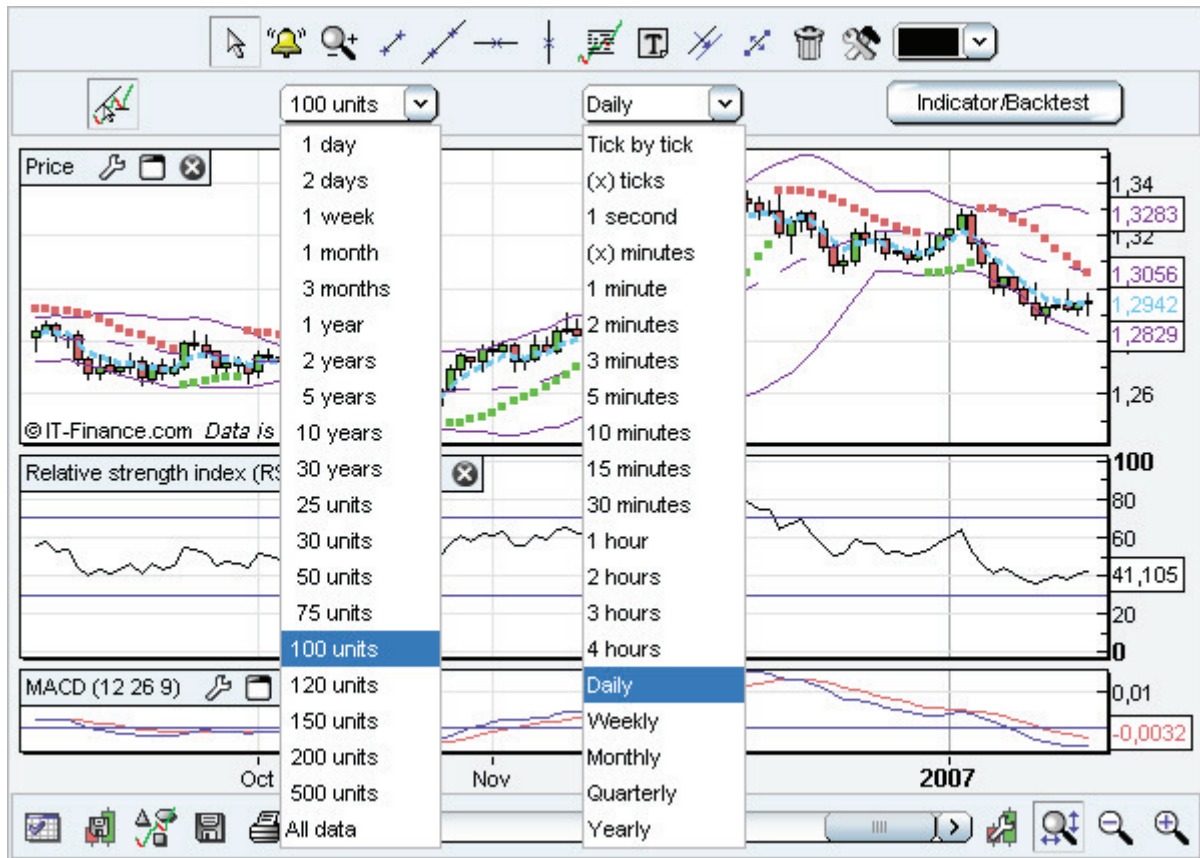 T
100 units
Daily
Indicator/Backtest
1 day
2 days
1 week
1 month
3 months
1 year
2 years
5 years
10 years
30 years
25 units
30 units
50 units
75 units
100 units
120 units
150 units
200 units
500 units
All data
Tick by tick
(x) ticks
1 second
(x) minutes
1 minute
2 minutes
3 minutes
5 minutes
10 minutes
15 minutes
30 minutes
1 hour
2 hours
3 hours
4 hours
Daily
Weekly
Monthly
Quarterly
Yearly
Price
1,34
1,3283
1,32
1,3056
1,2942
1,2829
1,26
© IT-Finance.com Data is
Relative strength index (RS
100
80
60
41,105
20
0
MACD (12 26 9)
0,01
-0,0032
Oct
Nov
2007